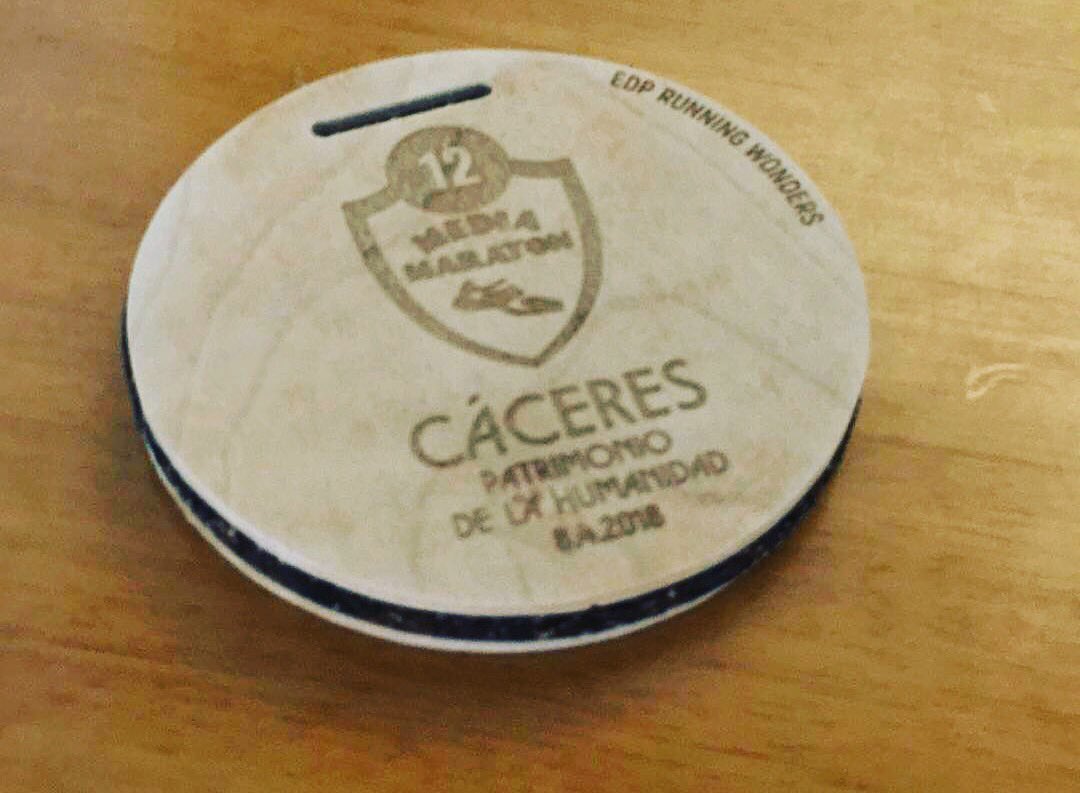 EDP RUNNING WONDERS
12
MEDIA
MARATON
CÁCERES
PATRIMONIO
DE LA HUMANIDAD
8.4.2018